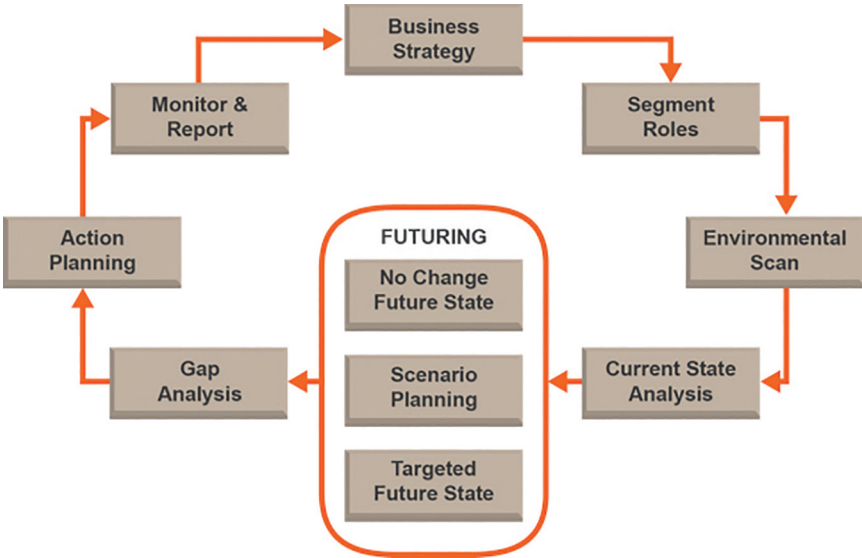 Business
Strategy
Segment
Roles
Environmental
Scan
Current State
Analysis
FUTURING
No Change
Future State
Scenario
Planning
Targeted
Future State
Gap
Analysis
Action
Planning
Monitor &
Report